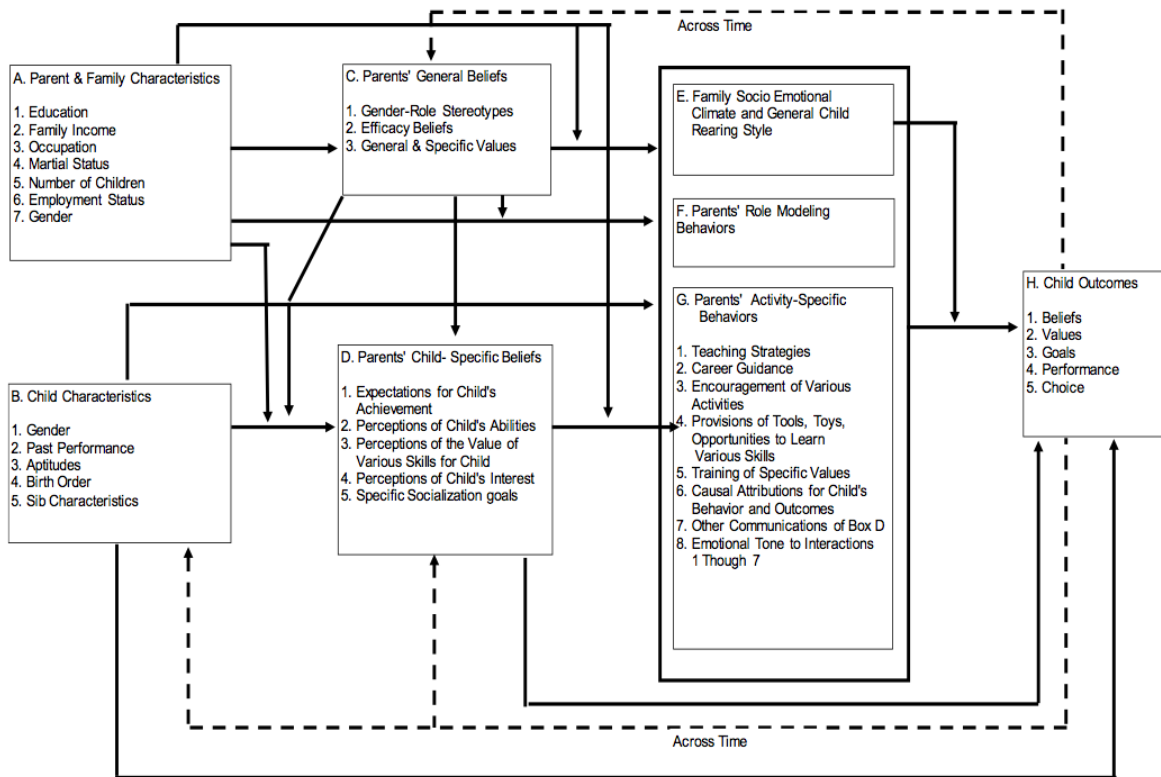 Across Time
A. Parent & Family Characteristics
1. Education
2. Family Income
3. Occupation
4. Martial Status
5. Number of Children
6. Employment Status
7. Gender
C. Parents' General Beliefs
1. Gender-Role Stereotypes
2. Efficacy Beliefs
3. General & Specific Values
E. Family Socio Emotional
Climate and General Child
Rearing Style
F. Parents' Role Modeling
Behaviors
G. Parents' Activity-Specific
Behaviors
1. Teaching Strategies
2. Career Guidance
3. Encouragement of Various
Activities
4. Provisions of Tools, Toys,
Opportunities to Learn
Various Skills
5. Training of Specific Values
6. Causal Attributions for Child's
Behavior and Outcomes
7. Other Communications of Box D
8. Emotional Tone to Interactions
1 Though 7
H. Child Outcomes
1. Beliefs
2. Values
3. Goals
4. Performance
5. Choice
D. Parents' Child- Specific Beliefs
1. Expectations for Child's
Achievement
2. Perceptions of Child's Abilities
3. Perceptions of the Value of
Various Skills for Child
4. Perceptions of Child's Interest
5. Specific Socialization goals
B. Child Characteristics
1. Gender
2. Past Performance
3. Aptitudes
4. Birth Order
5. Sib Characteristics
Across Time